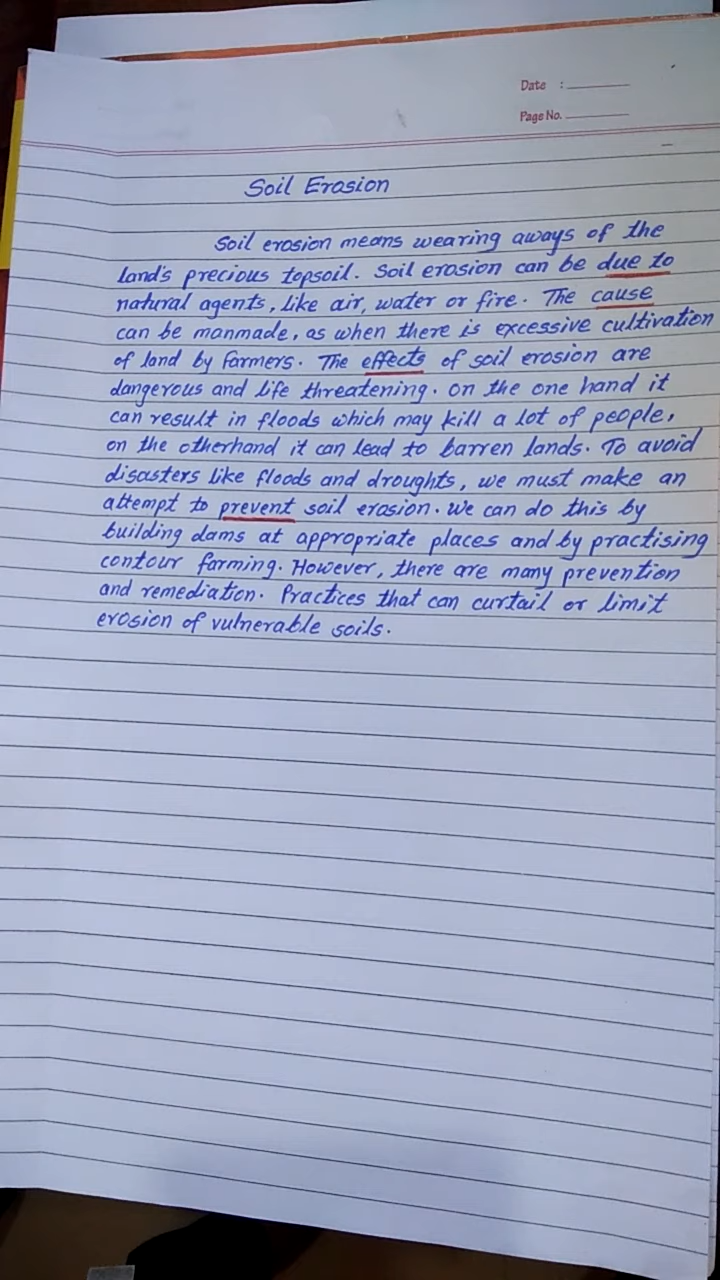 Date :
Page No.
Soil Erosion
Soil erosion means wearing aways of the
land's precious topsoil. Soil erosion can be due to
natural agents, like air, water or fire. The cause
can be manmade, as when there is excessive cultivation
of land by farmers. The effects of soil erosion are
dangerous and life threatening. on the one hand it
can result in floods which may kill a lot of people,
on the otherhand it can lead to barren lands. To avoid
disasters like floods and droughts, we must make an
attempt to prevent soil erosion. We can do this by
building dams at appropriate places and by practising
contour farming. However, there are many prevention
and remediation. Practices that can curtail or limit
erosion of vulnerable soils.